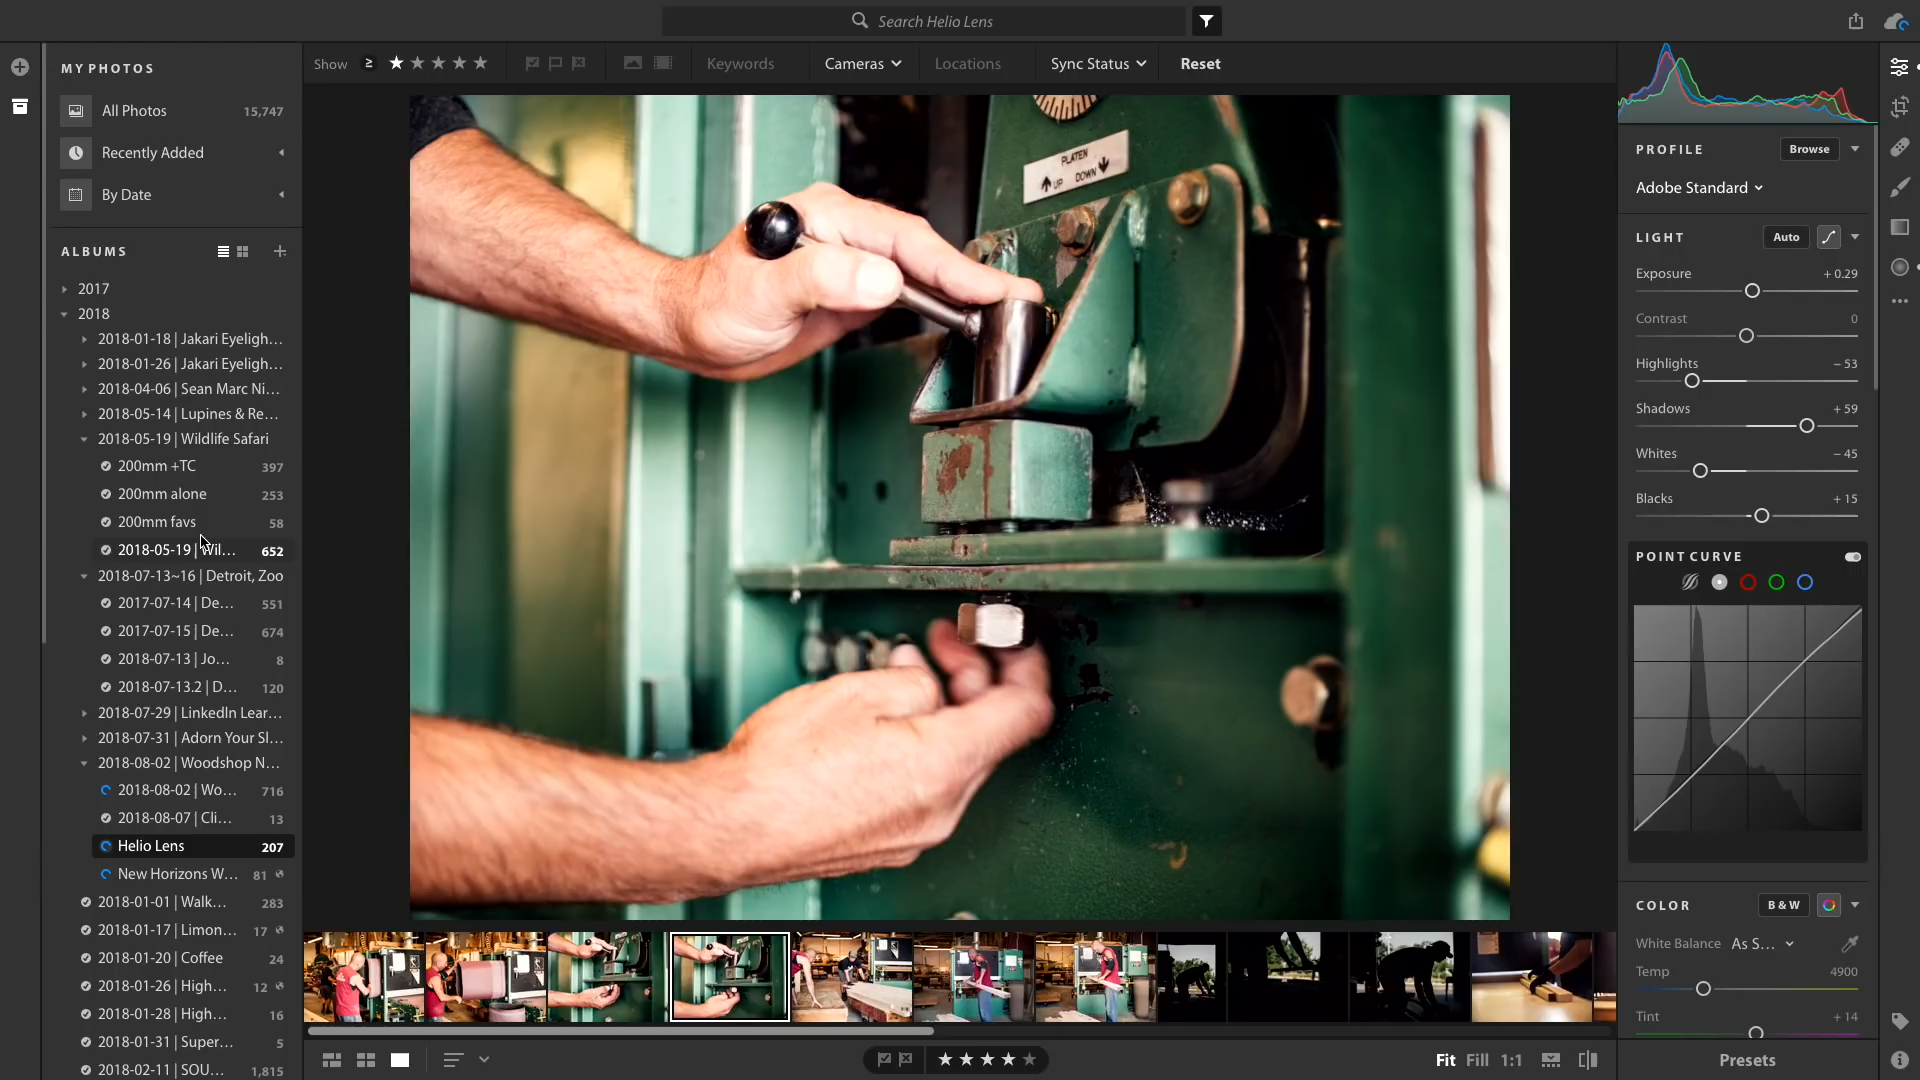 Search Helio Lens
MY PHOTOS
All Photos 15,747
Recently Added
By Date
ALBUMS
2017
2018
2018-01-18 | Jakari Eyeligh...
2018-01-26 | Jakari Eyeligh...
2018-04-06 | Sean Marc Ni...
2018-05-14 | Lupines & Re...
2018-05-19 | Wildlife Safari
200mm +TC 397
200mm alone 253
200mm favs 58
2018-05-19 | Wil... 652
2018-07-13~16 | Detroit, Zoo
2017-07-14 | De... 551
2017-07-15 | De... 674
2018-07-13 | Jo... 8
2018-07-13.2 | D... 120
2018-07-29 | LinkedIn Lear...
2018-07-31 | Adorn Your Sl...
2018-08-02 | Woodshop N...
2018-08-02 | Wo... 716
2018-08-07 | Cli... 13
Helio Lens 207
New Horizons W... 81
2018-01-01 | Walk... 283
2018-01-17 | Limon... 17
2018-01-20 | Coffee 24
2018-01-26 | High... 12
2018-01-28 | High... 16
2018-01-31 | Super... 5
2018-02-11 | SOU... 1,815
Show ≥ Keywords Cameras Locations Sync Status Reset
PLATEN
UP DOWN
Fit Fill 1:1
PROFILE Browse
Adobe Standard
LIGHT Auto
Exposure + 0.29
Contrast 0
Highlights – 53
Shadows + 59
Whites – 45
Blacks + 15
POINT CURVE
COLOR B & W
White Balance As S...
Temp 4900
Tint + 14
Presets